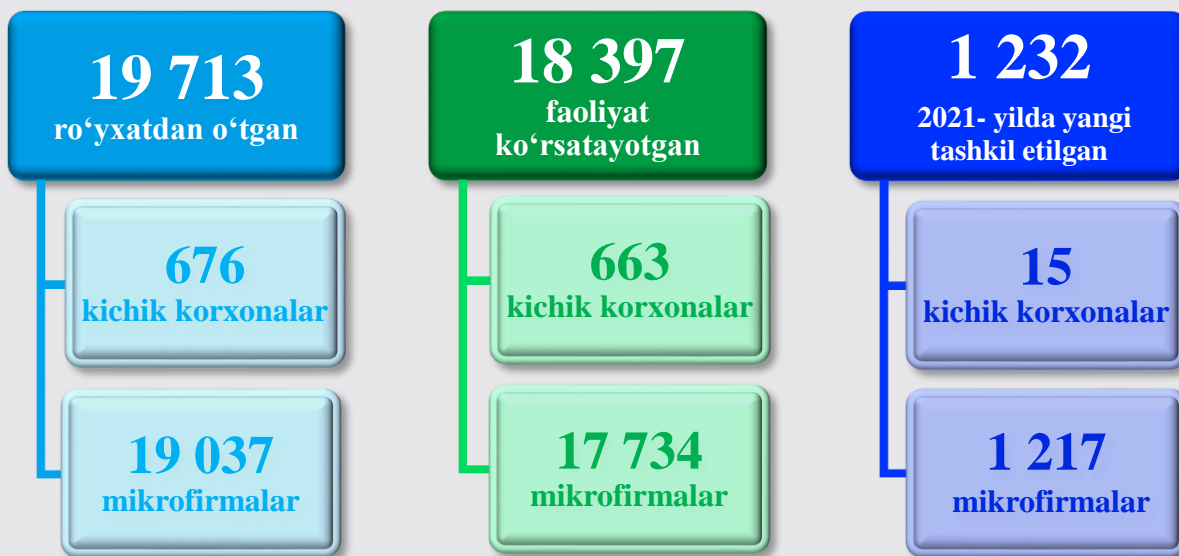 19 713
ro‘yxatdan o‘tgan
676
kichik korxonalar
19 037
mikrofirmalar
18 397
faoliyat
ko‘rsatayotgan
663
kichik korxonalar
17 734
mikrofirmalar
1 232
2021- yilda yangi
tashkil etilgan
15
kichik korxonalar
1 217
mikrofirmalar